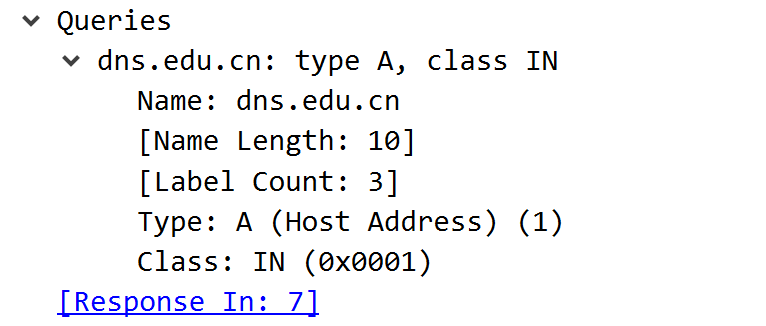 Queries
dns.edu.cn: type A, class IN
Name: dns.edu.cn
[Name Length: 10]
[Label Count: 3]
Type: A (Host Address) (1)
Class: IN (0x0001)
[Response In: 7]